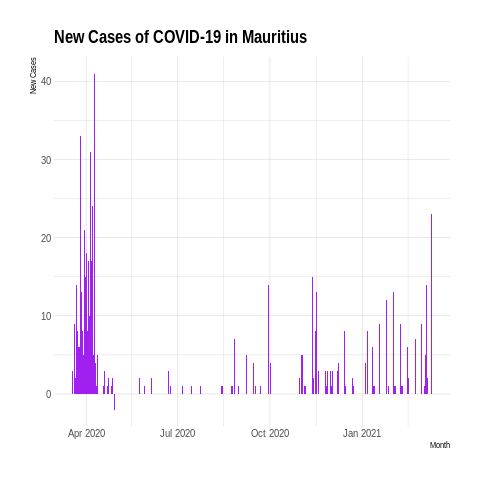 New Cases of COVID-19 in Mauritius
New Cases
40
30
20
10
0
Apr 2020 Jul 2020 Oct 2020 Jan 2021
Month